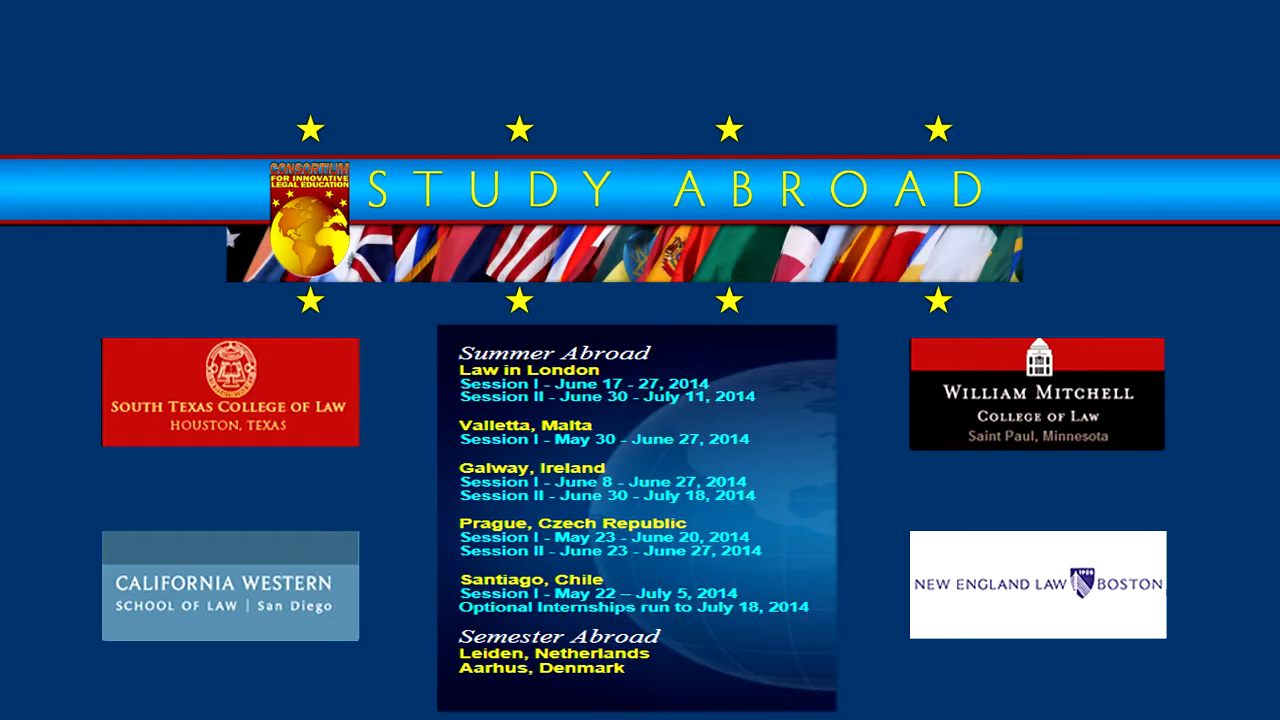 CONSORTIUM
FOR INNOVATIVE
LEGAL EDUCATION
STUDY ABROAD
SOUTH TEXAS COLLEGE OF LAW
HOUSTON, TEXAS
CALIFORNIA WESTERN
SCHOOL OF LAW | San Diego
Summer Abroad
Law in London
Session I - June 17 - 27, 2014
Session II - June 30 - July 11, 2014
Valletta, Malta
Session I - May 30 - June 27, 2014
Galway, Ireland
Session I - June 8 - June 27, 2014
Session II - June 30 - July 18, 2014
Prague, Czech Republic
Session I - May 23 - June 20, 2014
Session II - June 23 - June 27, 2014
Santiago, Chile
Session I - May 22 – July 5, 2014
Optional Internships run to July 18, 2014
Semester Abroad
Leiden, Netherlands
Aarhus, Denmark
WILLIAM MITCHELL
COLLEGE OF LAW
Saint Paul, Minnesota
NEW ENGLAND LAW 1908 BOSTON